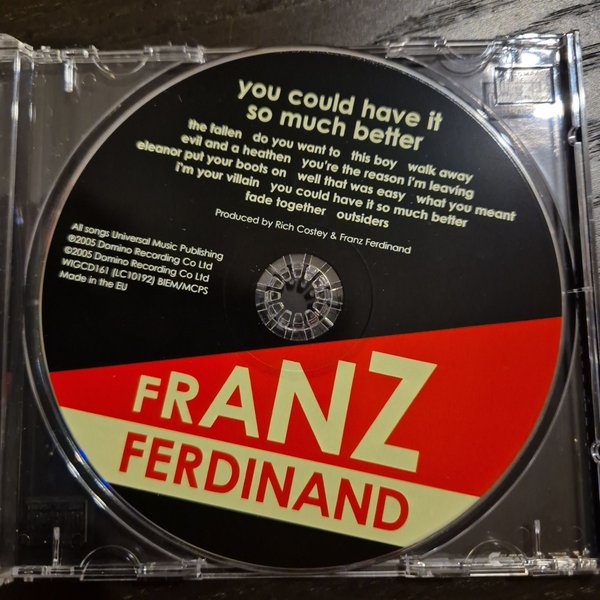 you could have it
so much better
the fallen do you want to this boy walk away
evil and a heathen you're the reason i'm leaving
eleanor put your boots on well that was easy what you meant
i'm your villain you could have it so much better
fade together outsiders
Produced by Rich Costey & Franz Ferdinand
All songs Universal Music Publishing
℗2005 Domino Recording Co Ltd
©2005 Domino Recording Co Ltd
WIGCD161 (LC10192) BIEM/MCPS
Made in the EU
FRANZ
FERDINAND